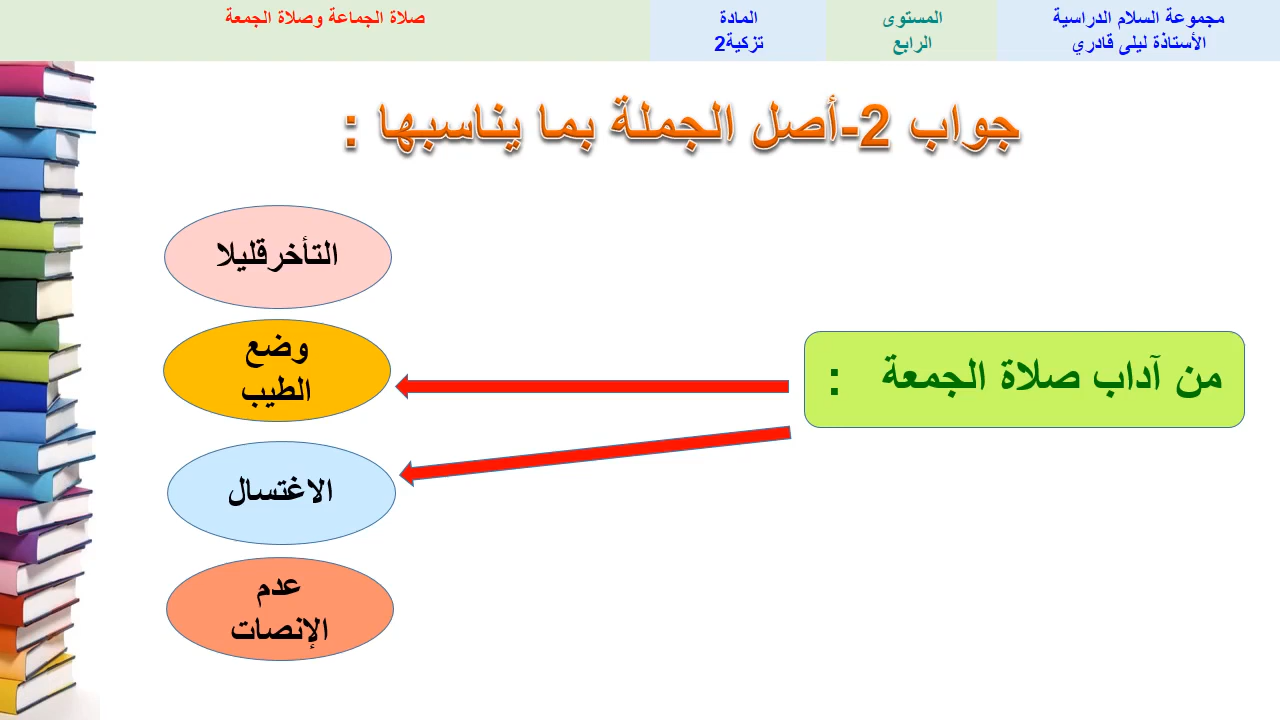 مجموعة السلام الدراسية
الأستاذة ليلى قادري
المستوى
الرابع
المادة
تزكية2
صلاة الجماعة وصلاة الجمعة
جواب 2-أصل الجملة بما يناسبها :
من آداب صلاة الجمعة :
التأخرقليلا
وضع
الطيب
الاغتسال
عدم
الإنصات